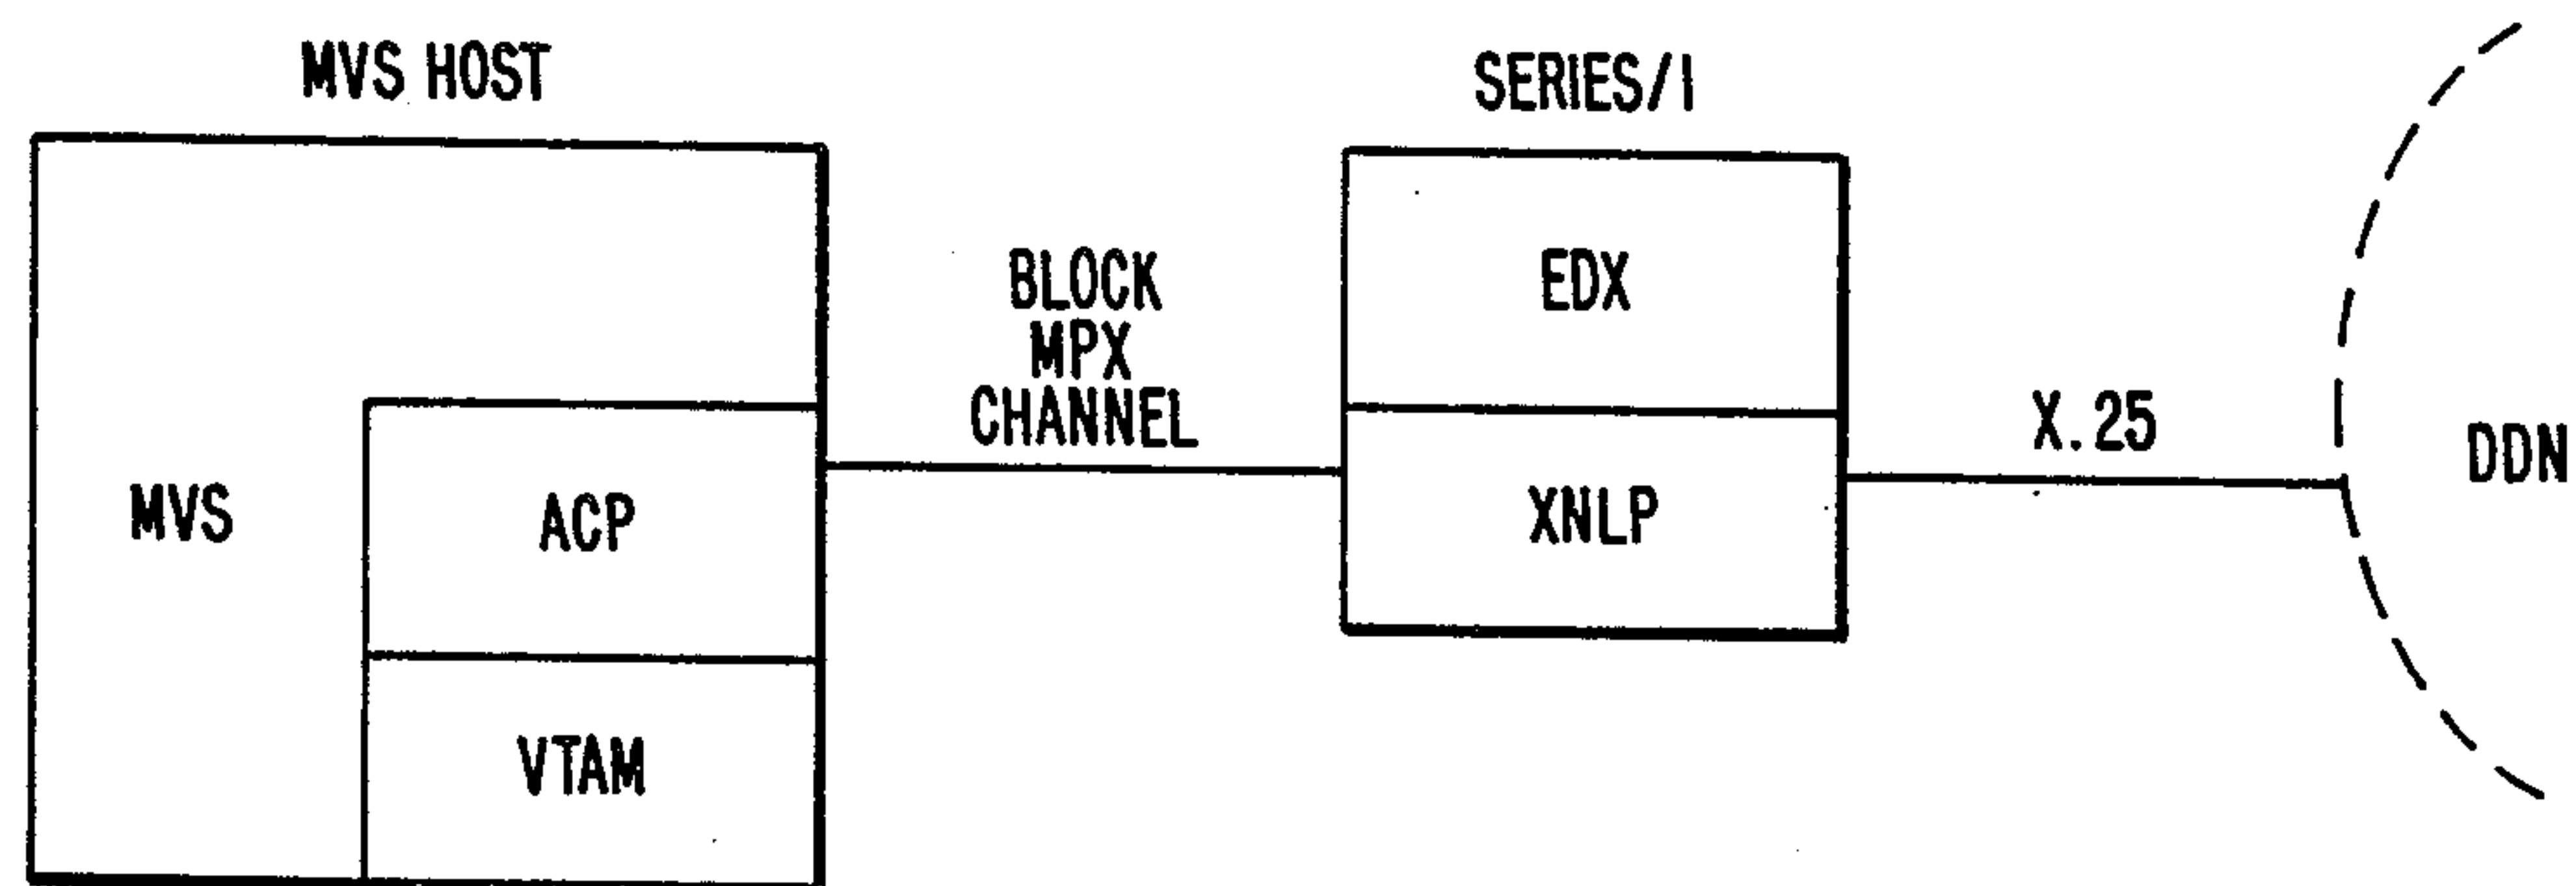 MVS HOST
SERIES/1
MVS
ACP
VTAM
BLOCK
MPX
CHANNEL
EDX
XNLP
X.25
DDN